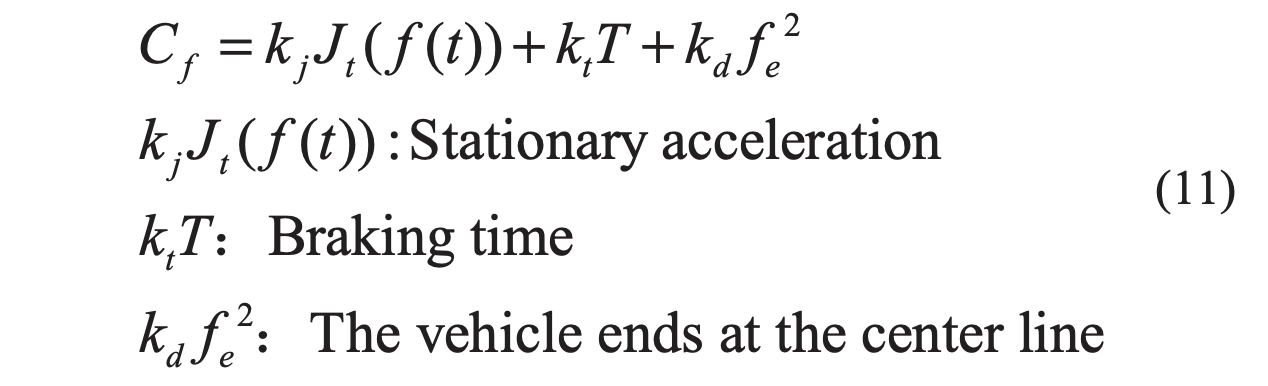 C_f = k_j J_t(f(t)) + k_t T + k_d f_e^2
k_j J_t(f(t)) : Stationary acceleration
(11)
k_t T： Braking time
k_d f_e^2： The vehicle ends at the center line